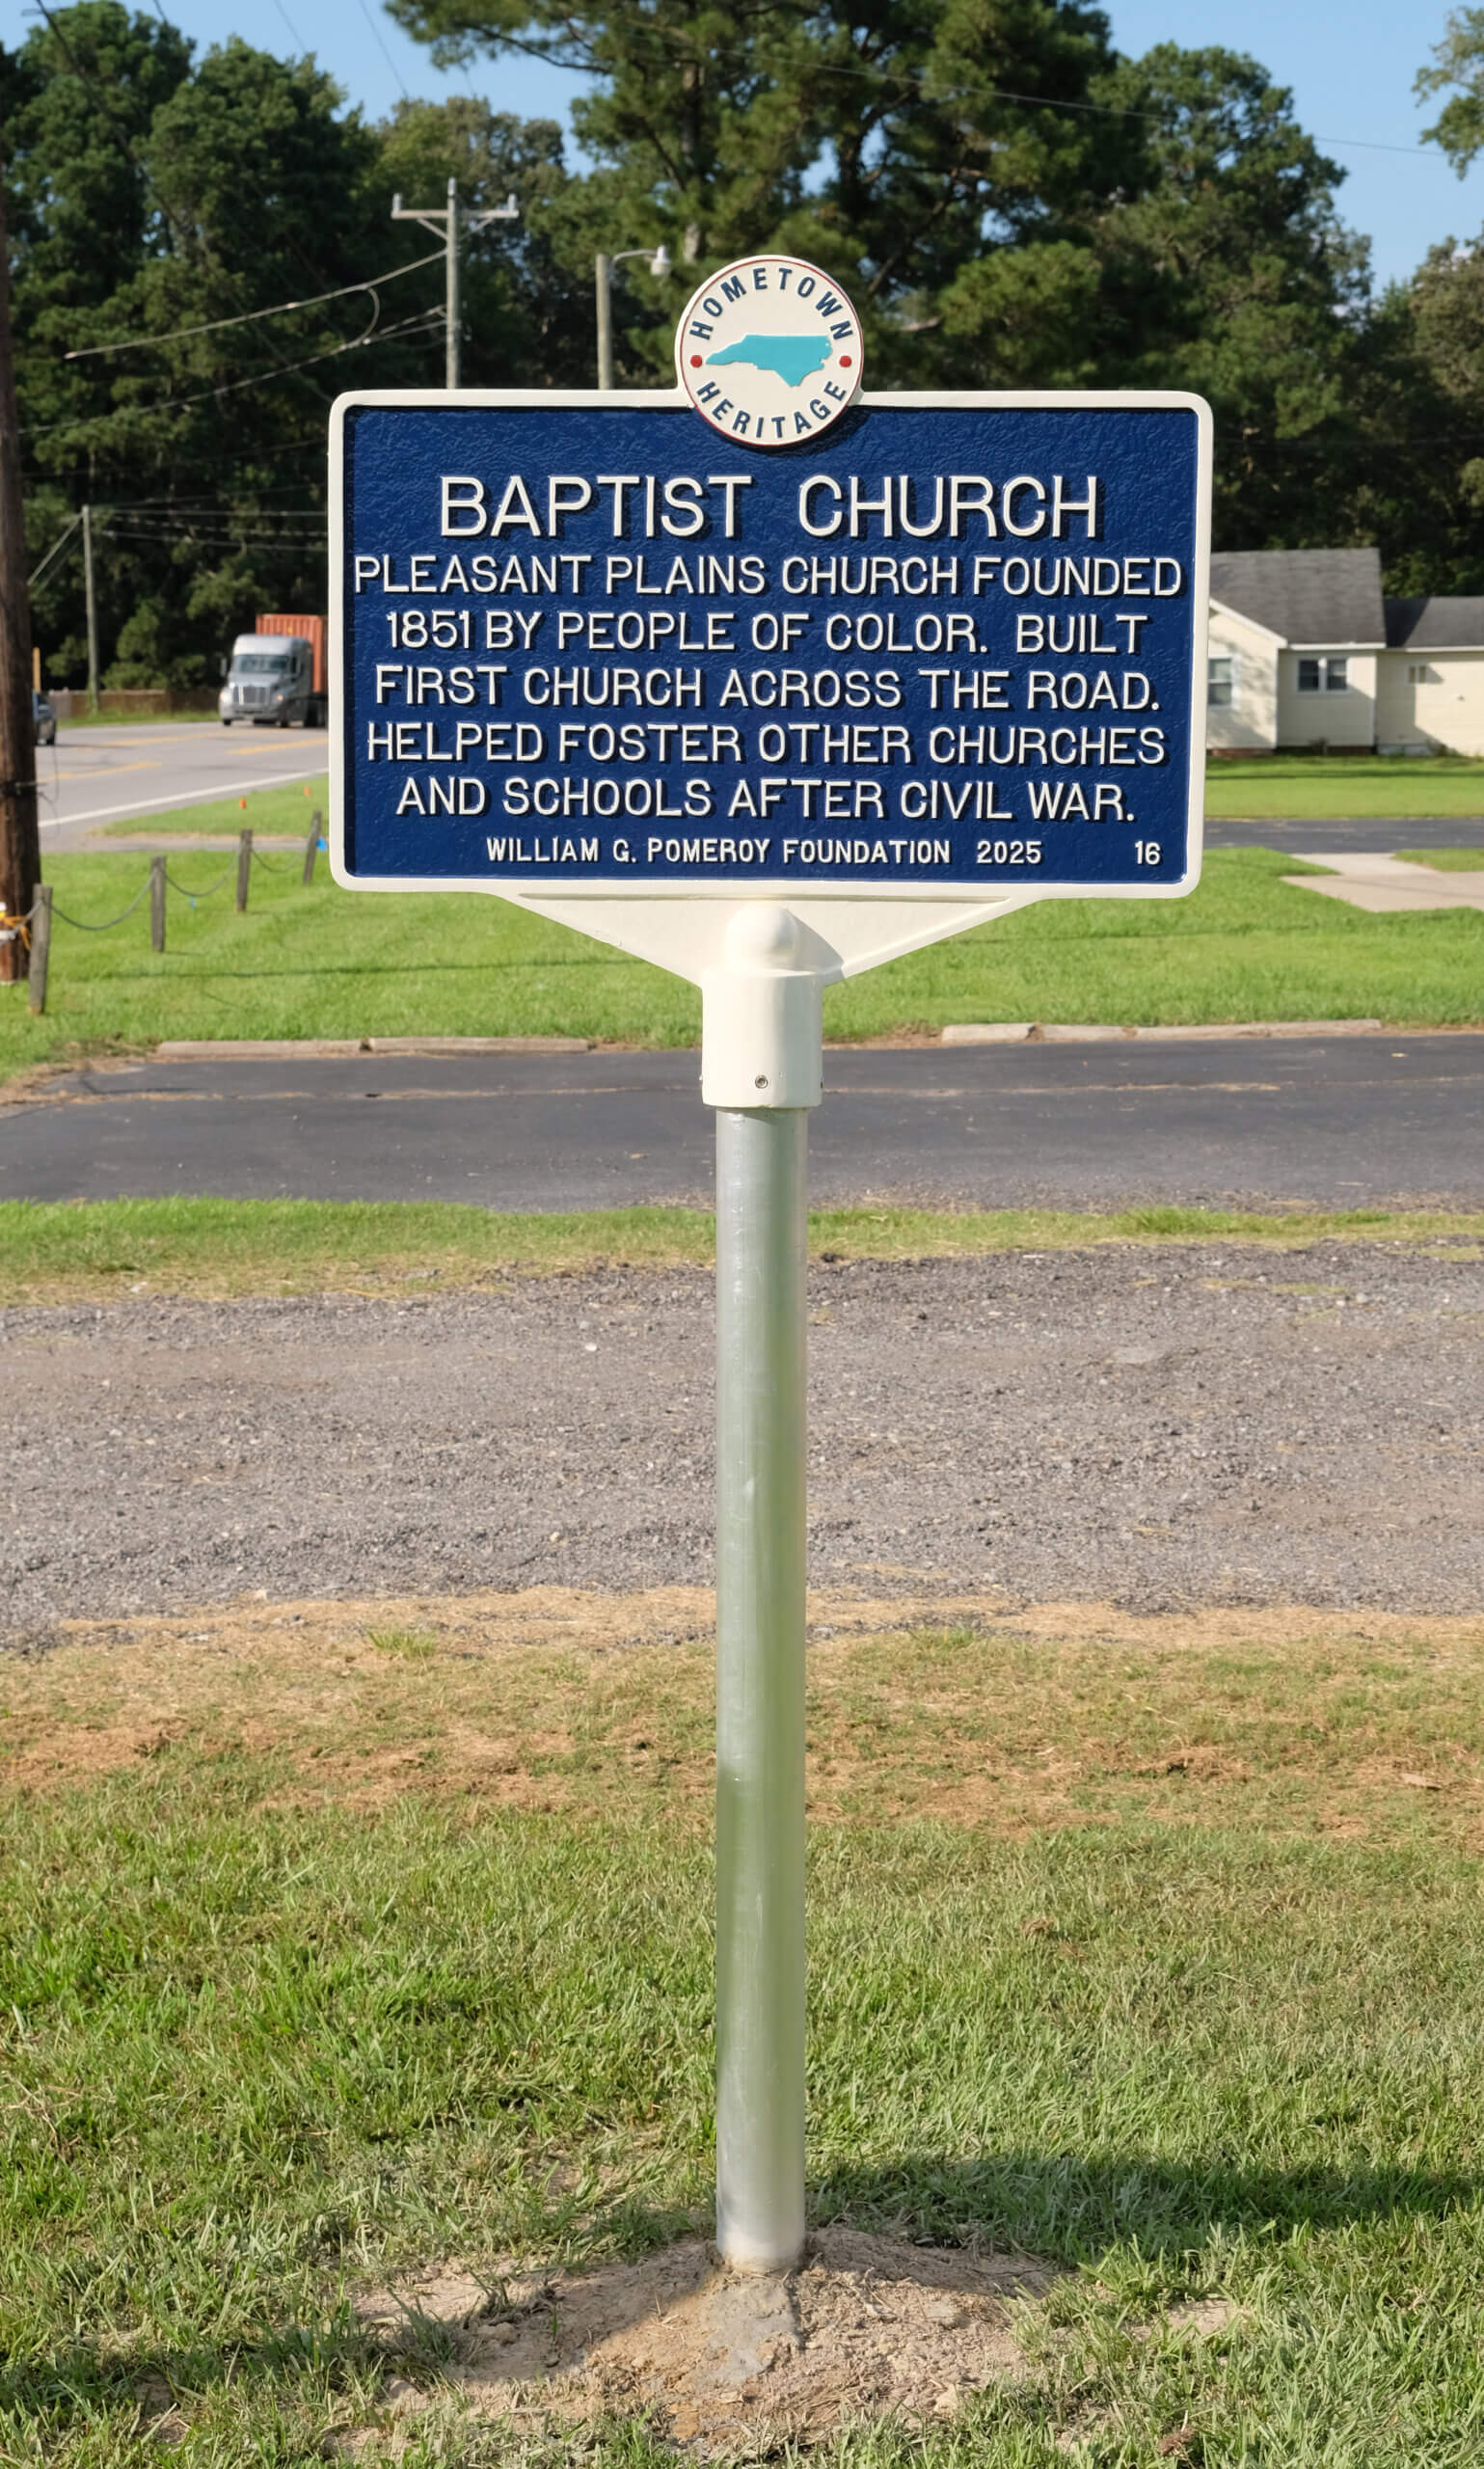 HOMETOWN
HERITAGE
BAPTIST CHURCH
PLEASANT PLAINS CHURCH FOUNDED
1851 BY PEOPLE OF COLOR. BUILT
FIRST CHURCH ACROSS THE ROAD.
HELPED FOSTER OTHER CHURCHES
AND SCHOOLS AFTER CIVIL WAR.
WILLIAM G. POMEROY FOUNDATION 2025 16